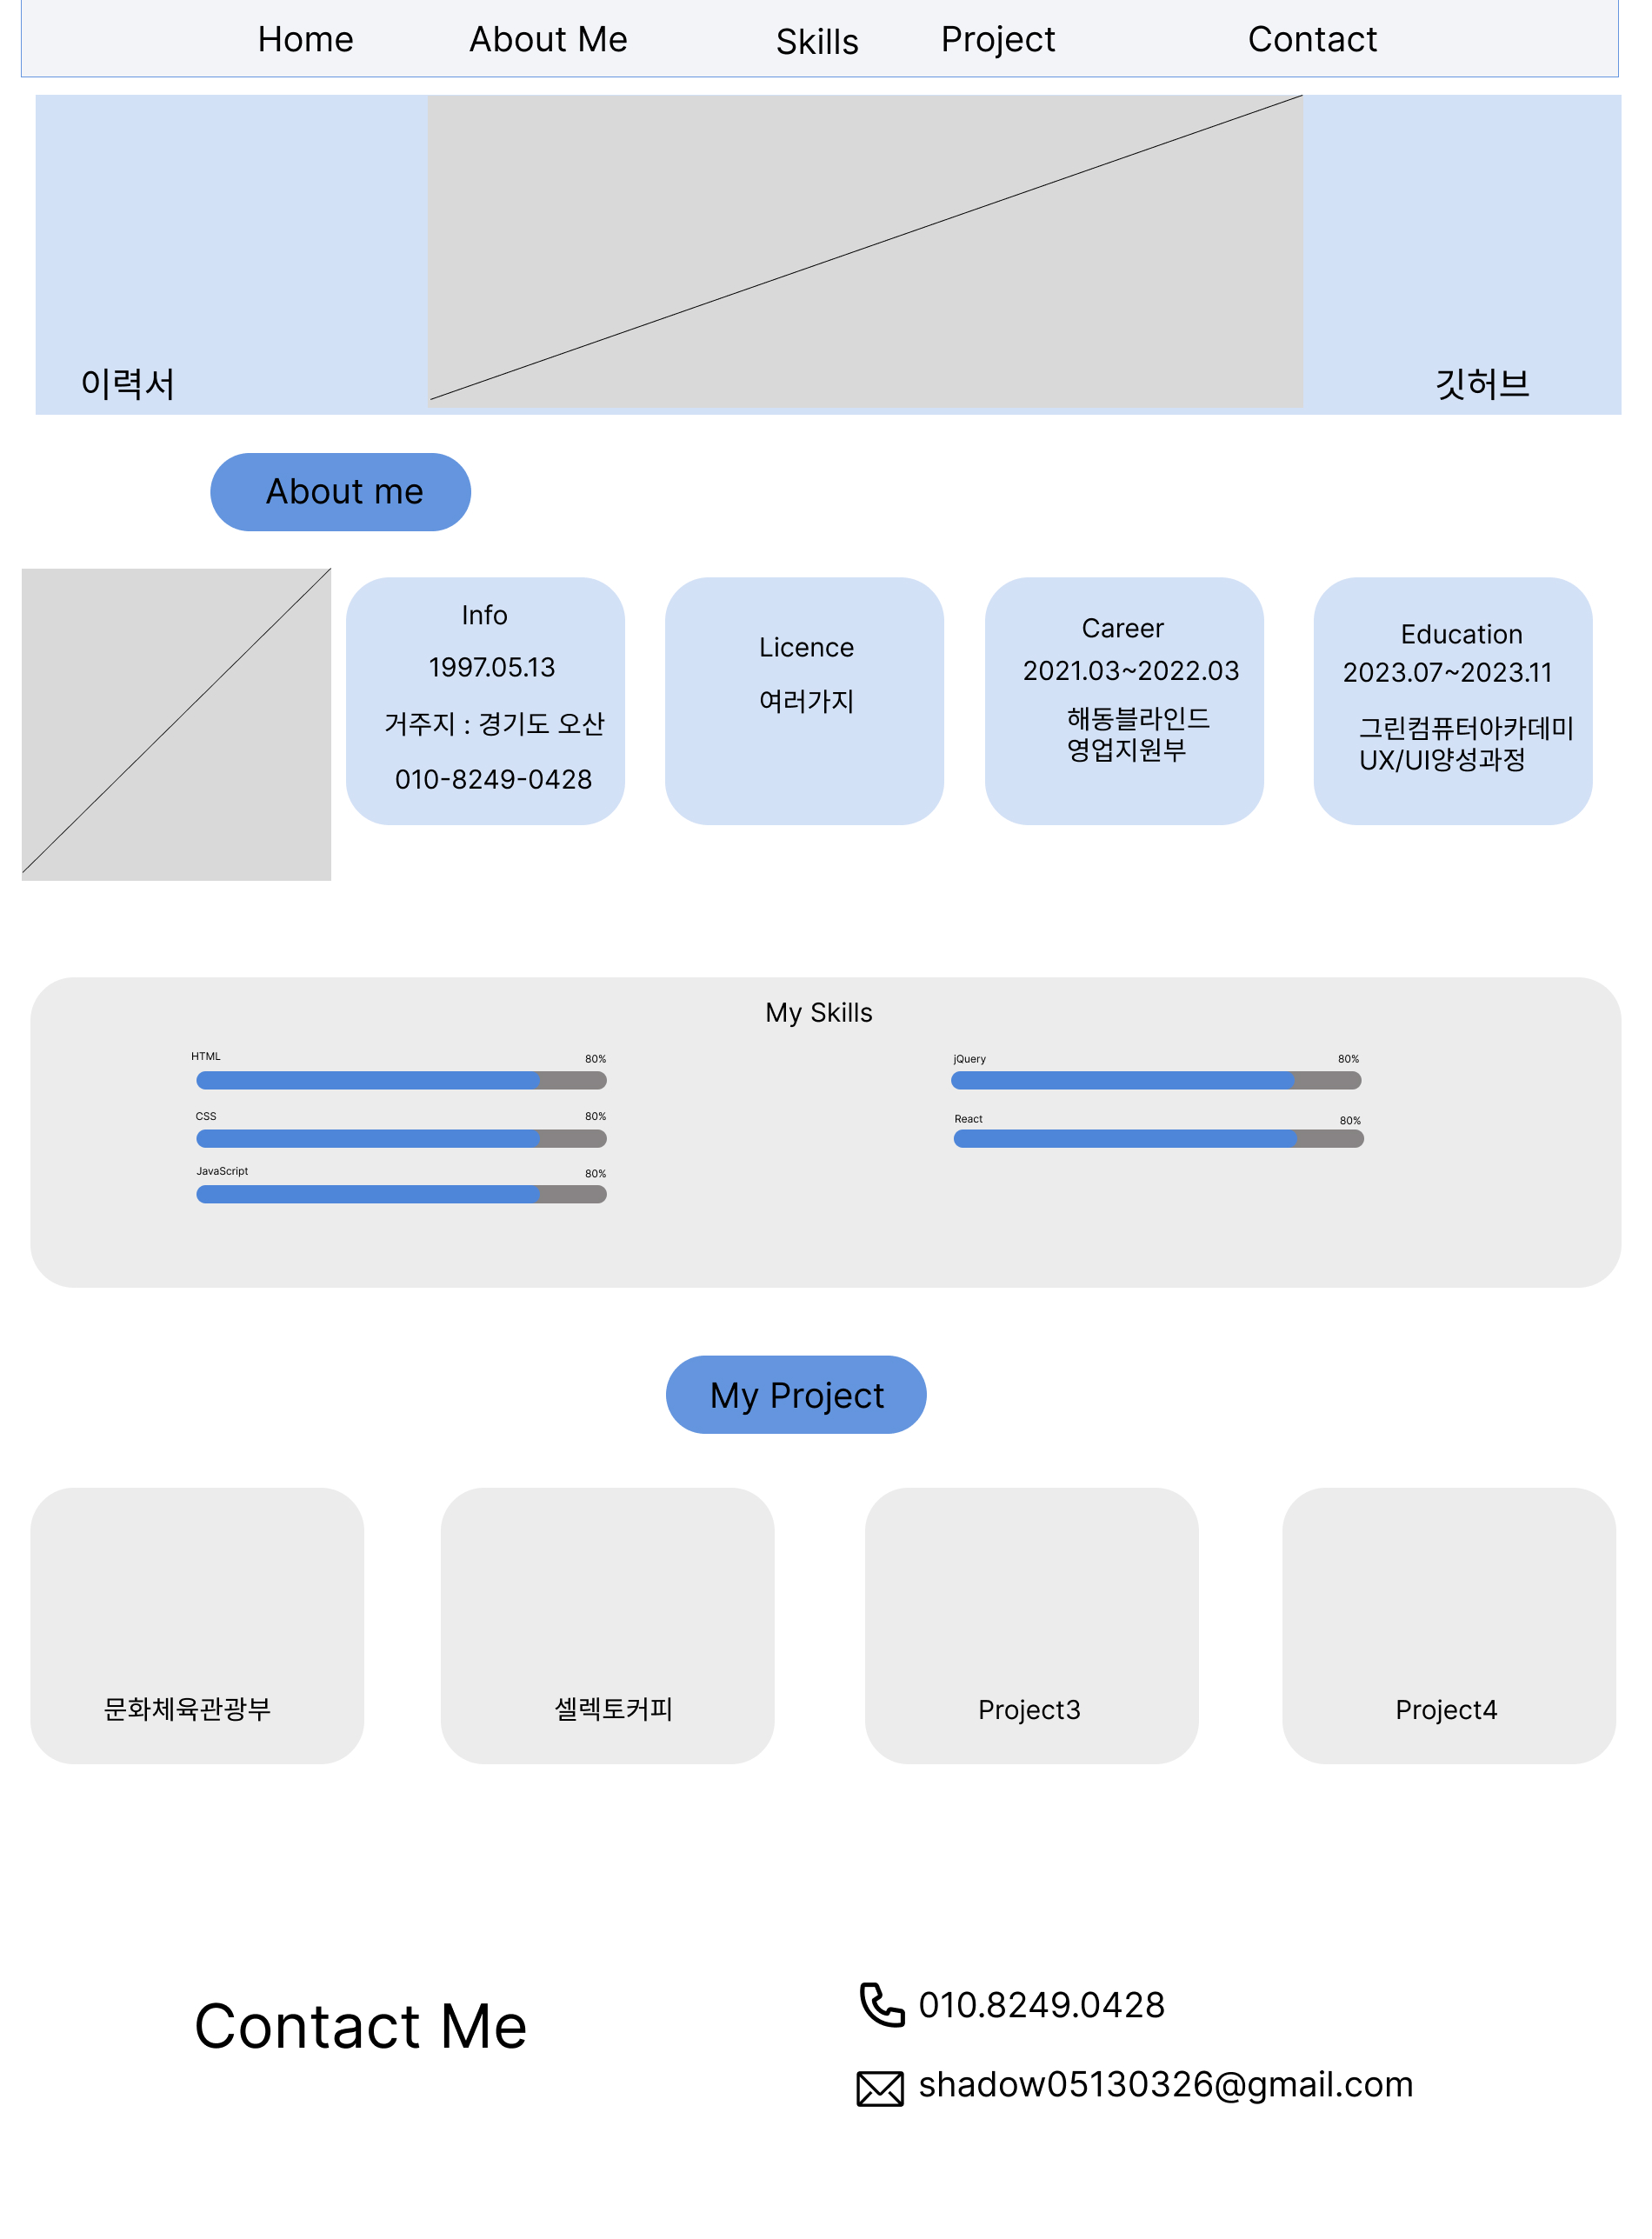 Home
About Me
Skills
Project
Contact
이력서
깃허브
About me
Info
1997.05.13
거주지 : 경기도 오산
010-8249-0428
Licence
여러가지
Career
2021.03~2022.03
해동블라인드
영업지원부
Education
2023.07~2023.11
그린컴퓨터아카데미
UX/UI양성과정
My Skills
HTML
80%
CSS
80%
JavaScript
80%
jQuery
80%
React
80%
My Project
문화체육관광부
셀렉토커피
Project3
Project4
Contact Me
010.8249.0428
shadow05130326@gmail.com